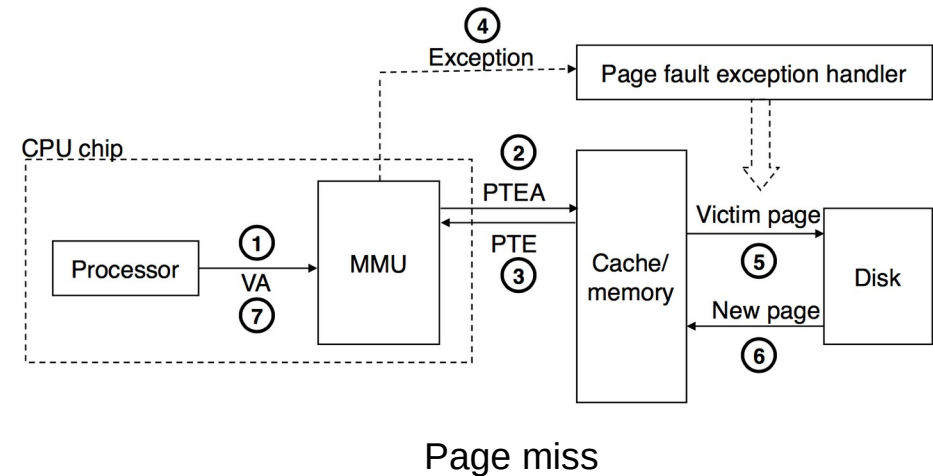 4
Exception
Page fault exception handler
CPU chip
2
PTEA
Victim page
1
Processor
VA
7
MMU
PTE
3
Cache/
memory
5
Disk
New page
6
Page miss